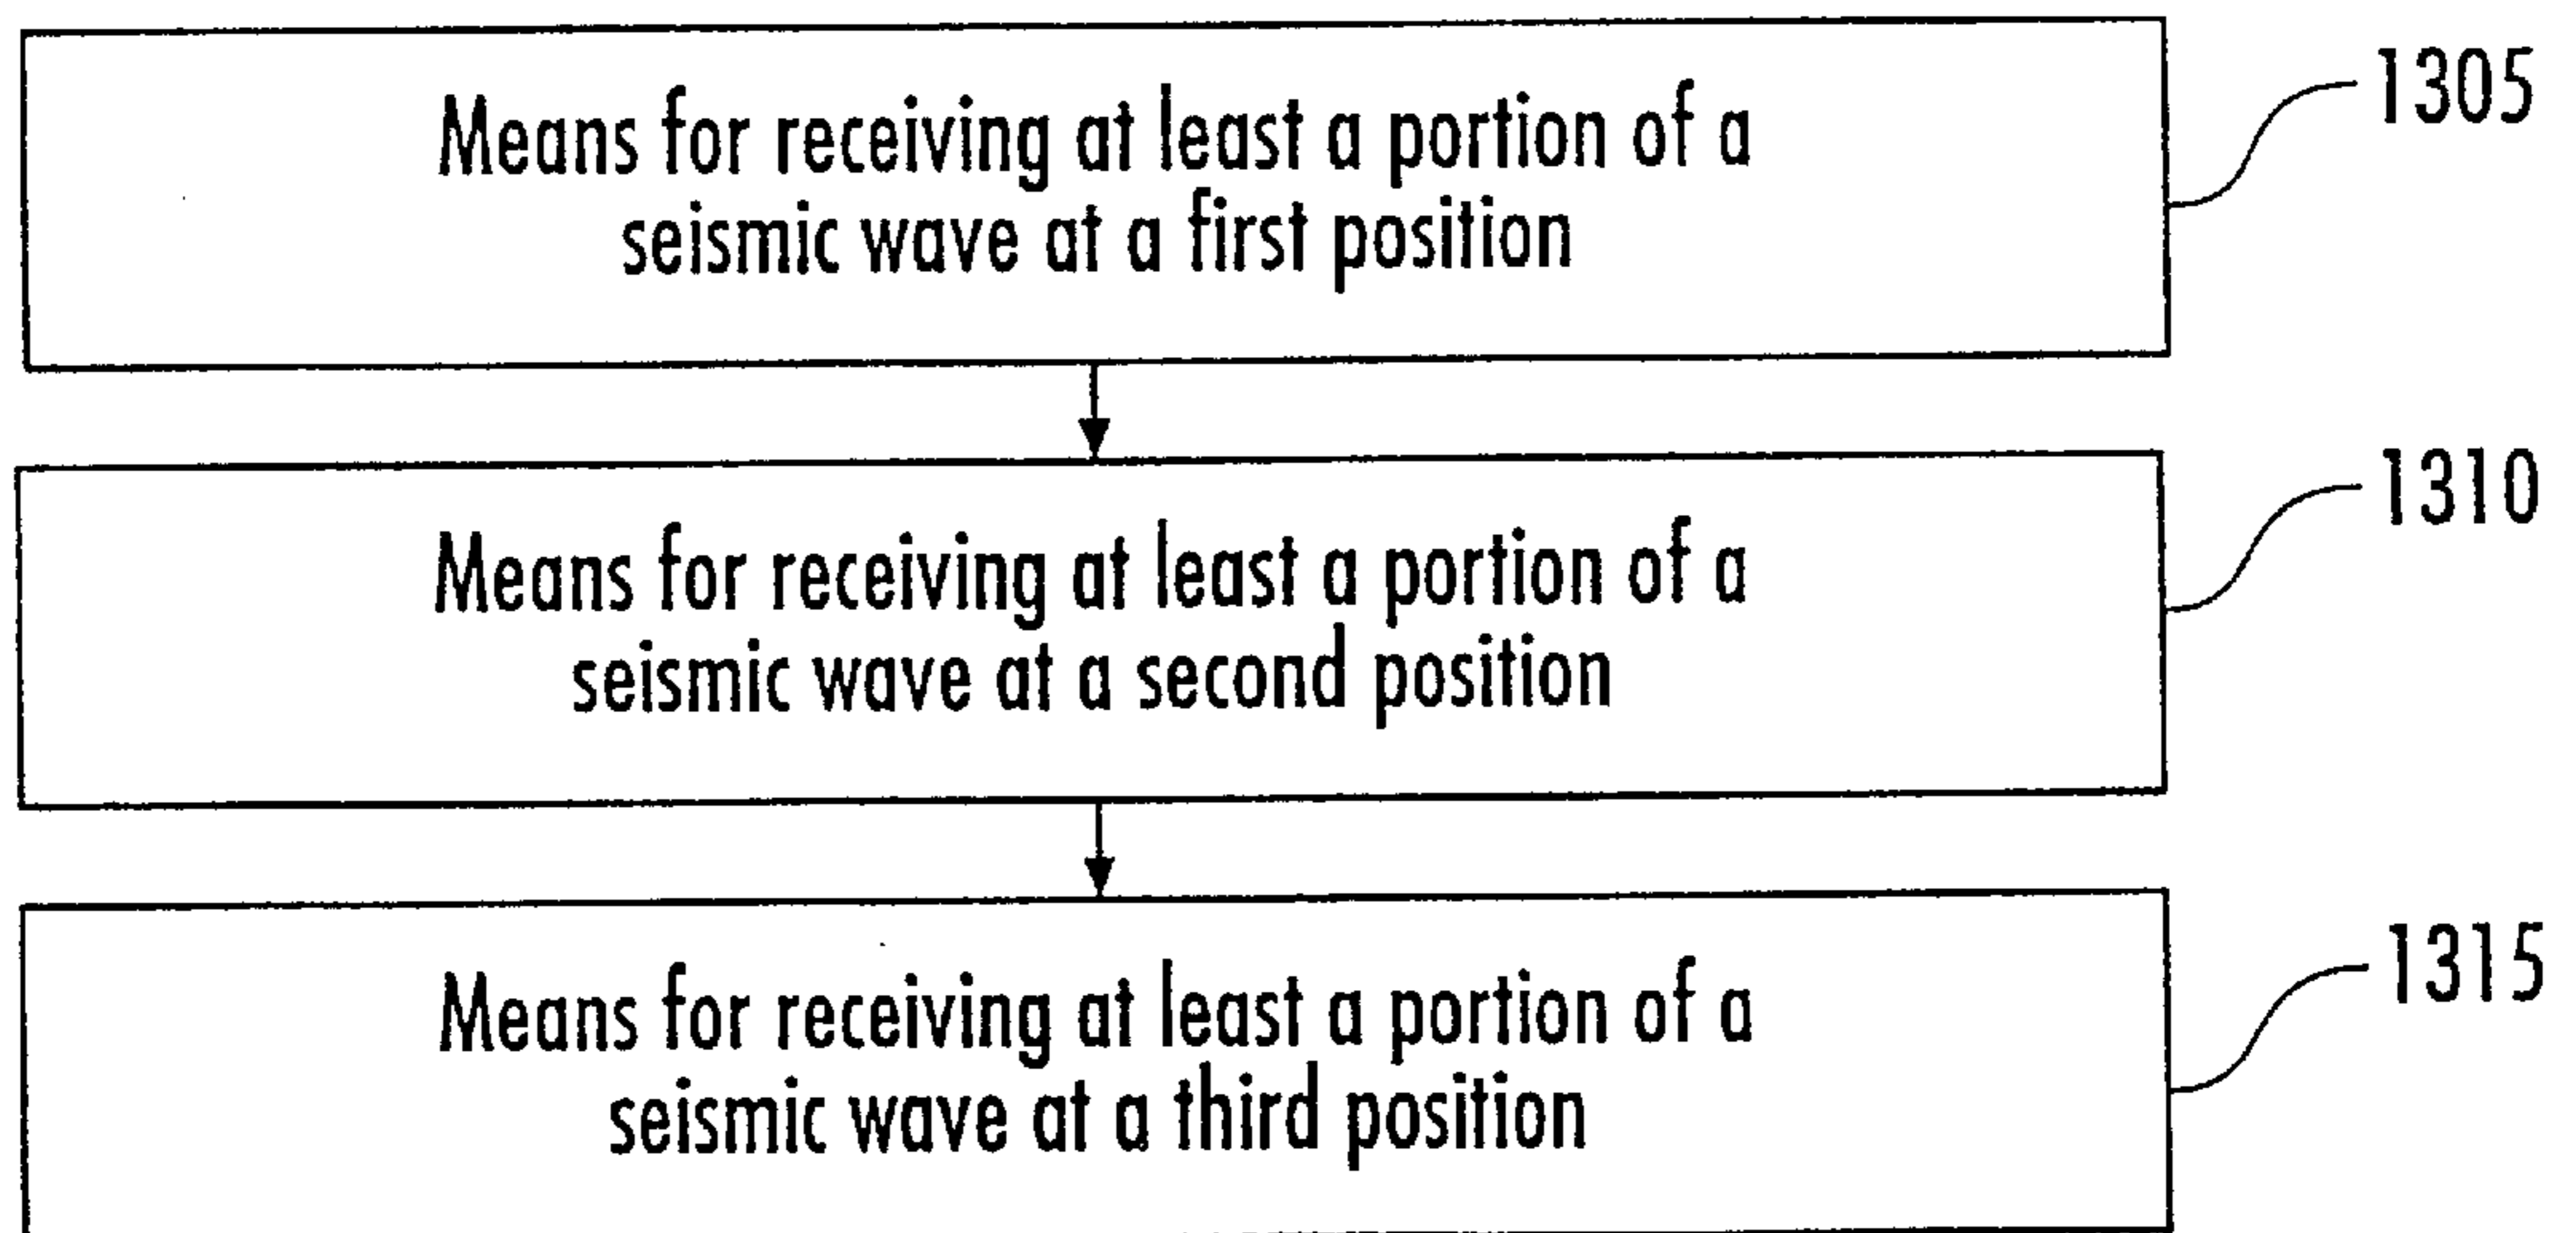 Means for receiving at least a portion of a
seismic wave at a first position
1305
Means for receiving at least a portion of a
seismic wave at a second position
1310
Means for receiving at least a portion of a
seismic wave at a third position
1315